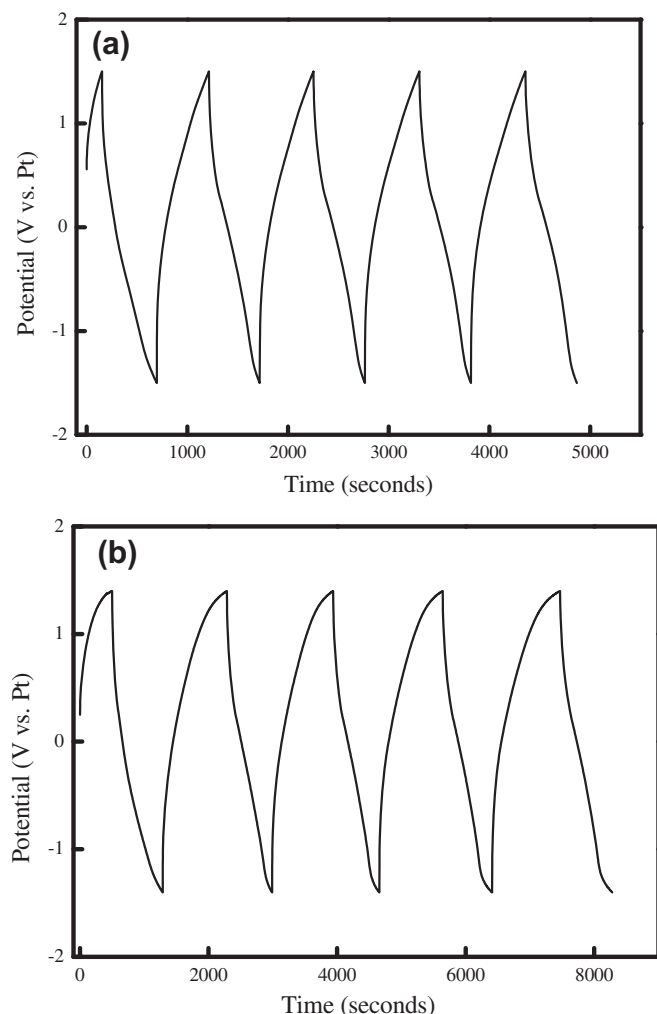 (a)
2
1
0
-1
-2
Potential (V vs. Pt)
0 1000 2000 3000 4000 5000
Time (seconds)
(b)
2
1
0
-1
-2
Potential (V vs. Pt)
0 2000 4000 6000 8000
Time (seconds)